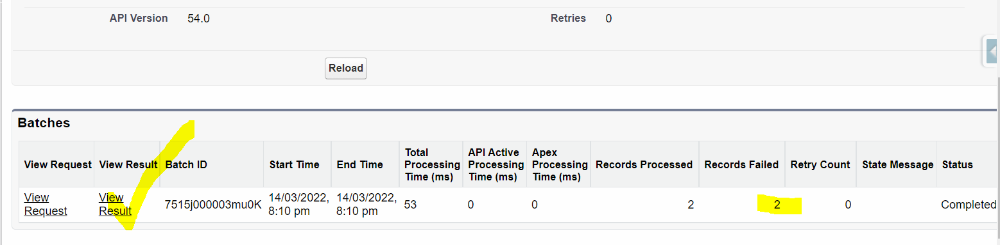 API Version 54.0 Retries 0
Reload
Batches
View Request View Result Batch ID Start Time End Time Total Processing Time (ms) API Active Processing Time (ms) Apex Processing Time (ms) Records Processed Records Failed Retry Count State Message Status
View Request View Result 7515j000003mu0K 14/03/2022, 8:10 pm 14/03/2022, 8:10 pm 53 0 0 2 2 0 Completed